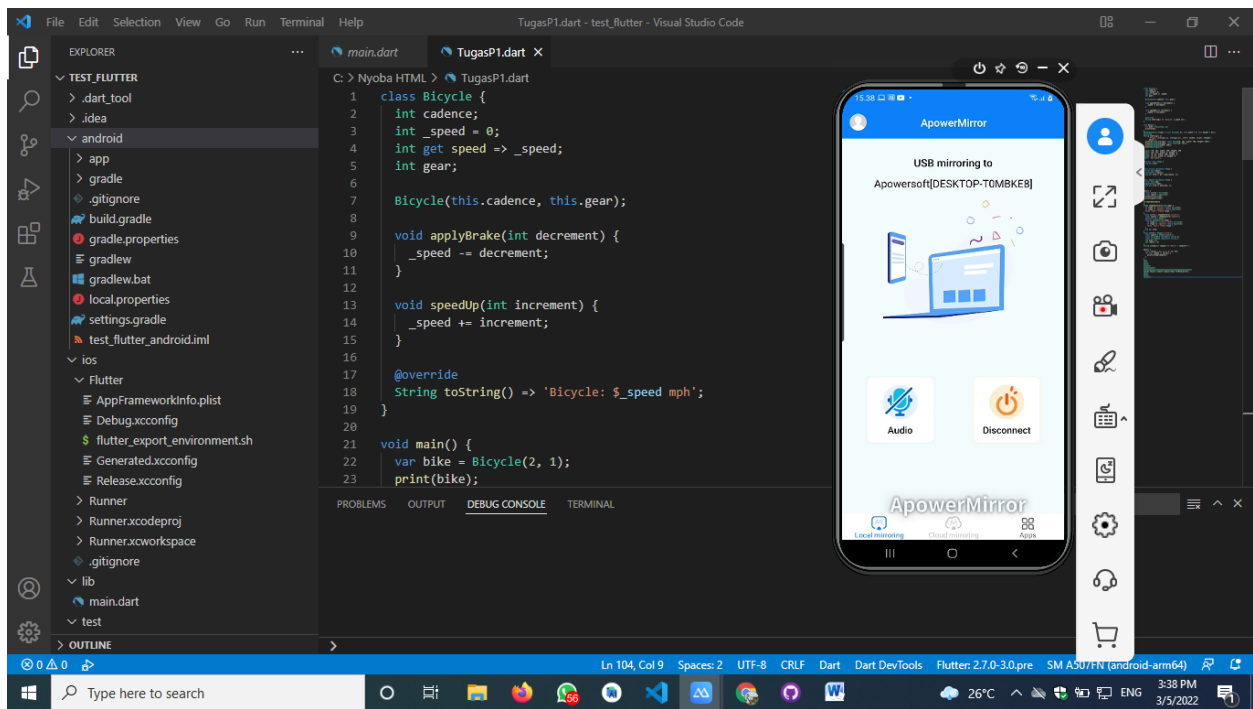 File Edit Selection View Go Run Terminal Help TugasP1.dart - test_flutter - Visual Studio Code
EXPLORER
TEST_FLUTTER
.dart_tool
.idea
android
app
gradle
.gitignore
build.gradle
gradle.properties
gradlew
gradlew.bat
local.properties
settings.gradle
test_flutter_android.iml
ios
Flutter
AppFrameworkInfo.plist
Debug.xcconfig
flutter_export_environment.sh
Generated.xcconfig
Release.xcconfig
Runner
Runner.xcodeproj
Runner.xcworkspace
.gitignore
lib
main.dart
test
OUTLINE
main.dart TugasP1.dart
C: > Nyoba HTML > TugasP1.dart
1 class Bicycle {
2 int cadence;
3 int _speed = 0;
4 int get speed => _speed;
5 int gear;
6
7 Bicycle(this.cadence, this.gear);
8
9 void applyBrake(int decrement) {
10 _speed -= decrement;
11 }
12
13 void speedUp(int increment) {
14 _speed += increment;
15 }
16
17 @override
18 String toString() => 'Bicycle: $_speed mph';
19 }
20
21 void main() {
22 var bike = Bicycle(2, 1);
23 print(bike);
PROBLEMS OUTPUT DEBUG CONSOLE TERMINAL
15.38
ApowerMirror
USB mirroring to
Apowersoft[DESKTOP-T0MBKE8]
Audio Disconnect
ApowerMirror
Local mirroring Cloud mirroring Apps
0 0 Ln 104, Col 9 Spaces: 2 UTF-8 CRLF Dart Dart DevTools Flutter: 2.7.0-3.0.pre SM A507FN (android-arm64)
Type here to search 56 26°C ENG 3:38 PM
3/5/2022 1